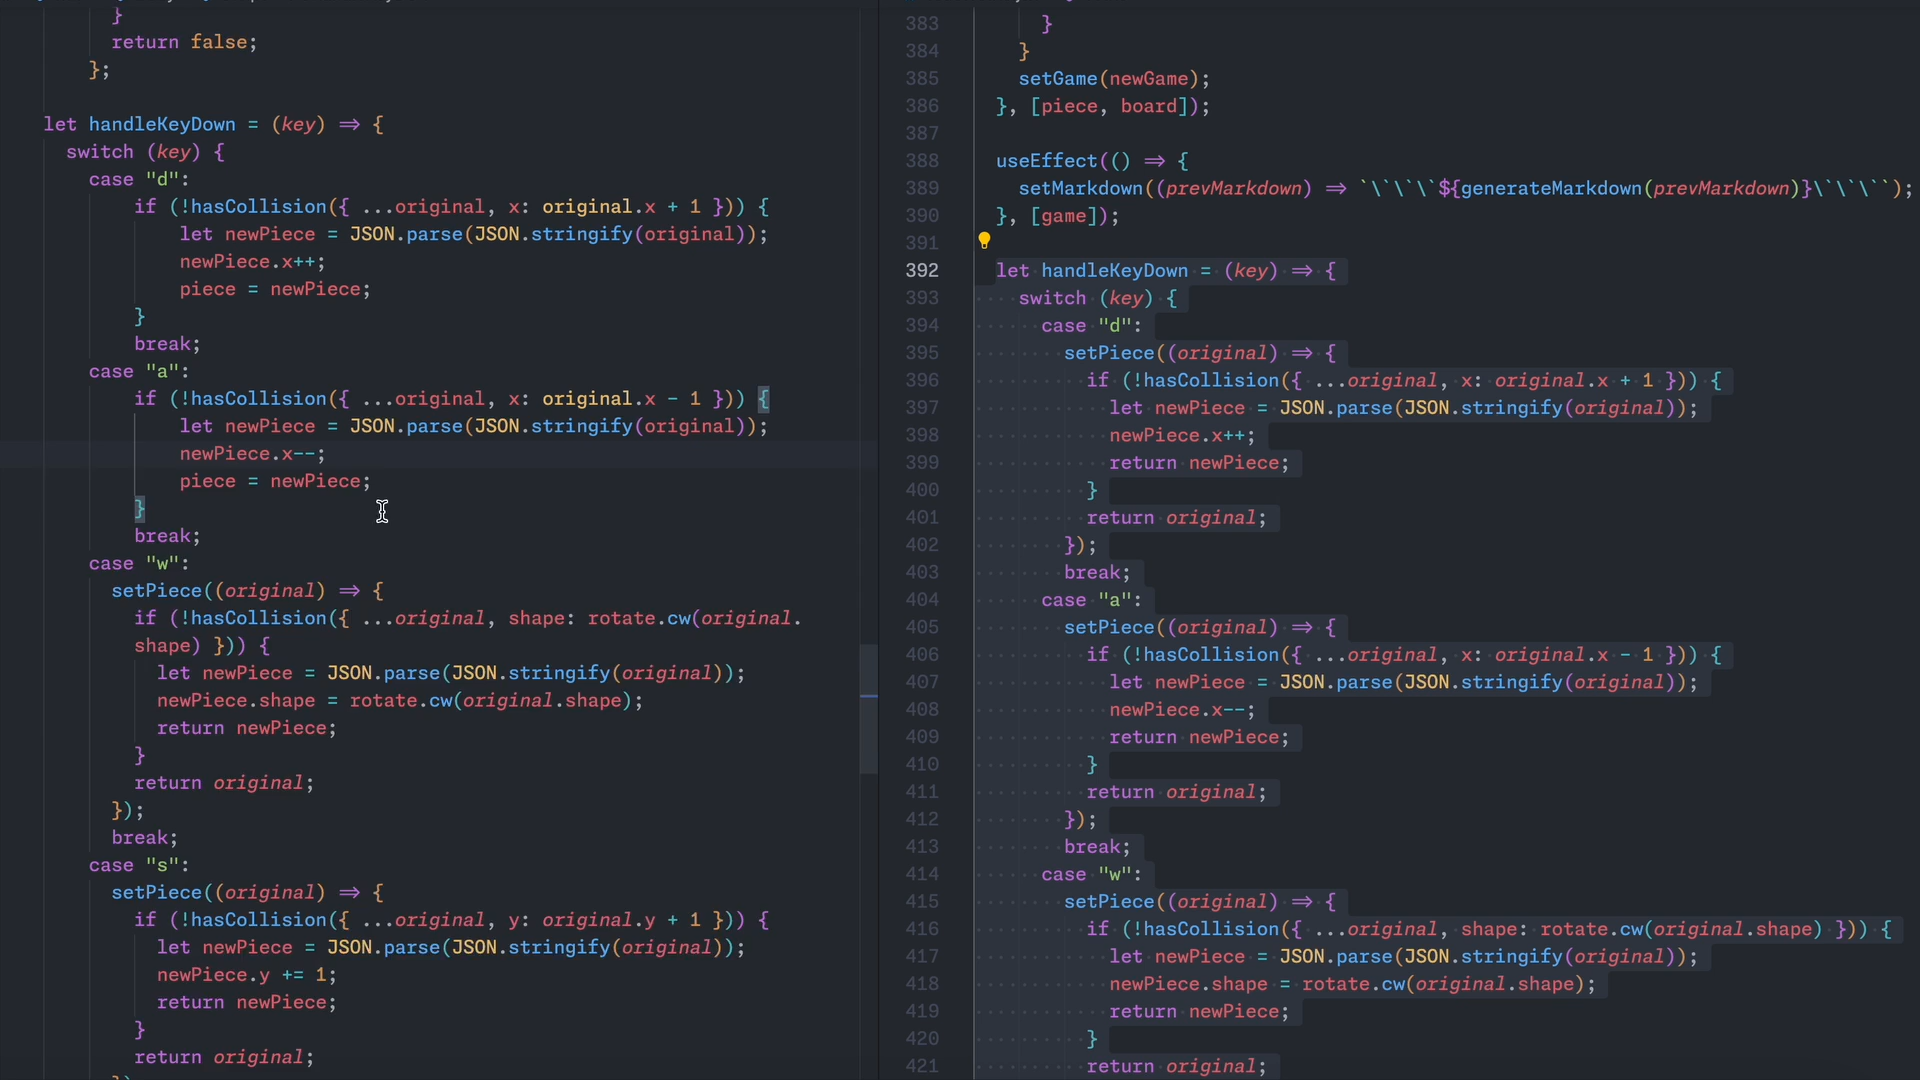 }
return false;
};
let handleKeyDown = (key) => {
switch (key) {
case "d":
if (!hasCollision({ ...original, x: original.x + 1 })) {
let newPiece = JSON.parse(JSON.stringify(original));
newPiece.x++;
piece = newPiece;
}
break;
case "a":
if (!hasCollision({ ...original, x: original.x - 1 })) {
let newPiece = JSON.parse(JSON.stringify(original));
newPiece.x--;
piece = newPiece;
}
break;
case "w":
setPiece((original) => {
if (!hasCollision({ ...original, shape: rotate.cw(original.
shape) })) {
let newPiece = JSON.parse(JSON.stringify(original));
newPiece.shape = rotate.cw(original.shape);
return newPiece;
}
return original;
});
break;
case "s":
setPiece((original) => {
if (!hasCollision({ ...original, y: original.y + 1 })) {
let newPiece = JSON.parse(JSON.stringify(original));
newPiece.y += 1;
return newPiece;
}
return original;
383 }
384 }
385 setGame(newGame);
386 }, [piece, board]);
387
388 useEffect(() => {
389 setMarkdown((prevMarkdown) => `\`\`\`${generateMarkdown(prevMarkdown)}\`\`\``);
390 }, [game]);
391
392 let handleKeyDown = (key) => {
393 switch (key) {
394 case "d":
395 setPiece((original) => {
396 if (!hasCollision({ ...original, x: original.x + 1 })) {
397 let newPiece = JSON.parse(JSON.stringify(original));
398 newPiece.x++;
399 return newPiece;
400 }
401 return original;
402 });
403 break;
404 case "a":
405 setPiece((original) => {
406 if (!hasCollision({ ...original, x: original.x - 1 })) {
407 let newPiece = JSON.parse(JSON.stringify(original));
408 newPiece.x--;
409 return newPiece;
410 }
411 return original;
412 });
413 break;
414 case "w":
415 setPiece((original) => {
416 if (!hasCollision({ ...original, shape: rotate.cw(original.shape) })) {
417 let newPiece = JSON.parse(JSON.stringify(original));
418 newPiece.shape = rotate.cw(original.shape);
419 return newPiece;
420 }
421 return original;